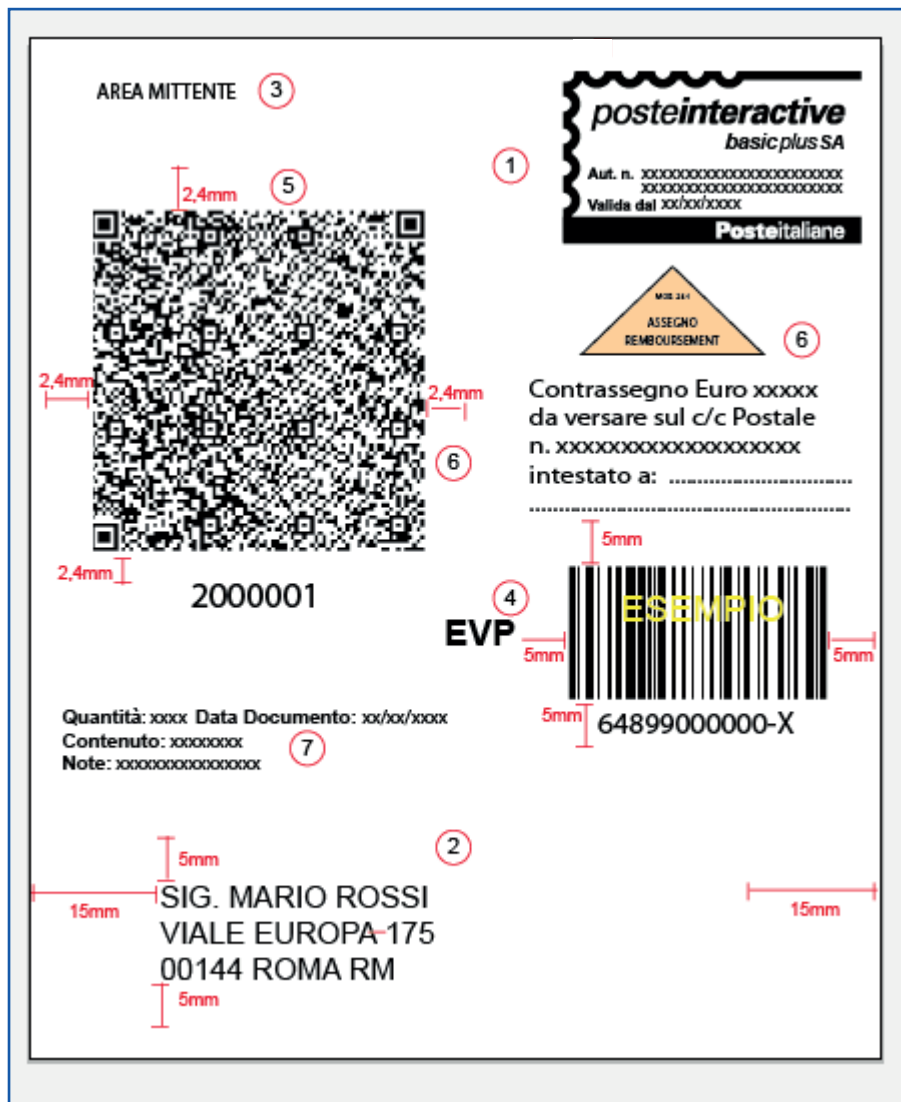 AREA MITTENTE 3
posteinteractive
basic plus SA
1
Aut. n. xxxxxxxxxxxxxxxxxxxxxxxx
xxxxxxxxxxxxxxxxxxxxxxxx
Valida dal xx/xx/xxxx
Posteitaliane
5
2,4mm
MOD. 264
ASSEGNO
REMBOURSEMENT
6
2,4mm
2,4mm
Contrassegno Euro xxxxx
da versare sul c/c Postale
n. xxxxxxxxxxxxxxxxxxx
intestato a: ..................................
............................................................
6
5mm
2,4mm
2000001
4
ESEMPIO
EVP
5mm
5mm
5mm
64899000000-X
Quantità: xxxx Data Documento: xx/xx/xxxx
Contenuto: xxxxxxxx
Note: xxxxxxxxxxxxxxxx
7
2
5mm
15mm
15mm
SIG. MARIO ROSSI
VIALE EUROPA 175
00144 ROMA RM
5mm